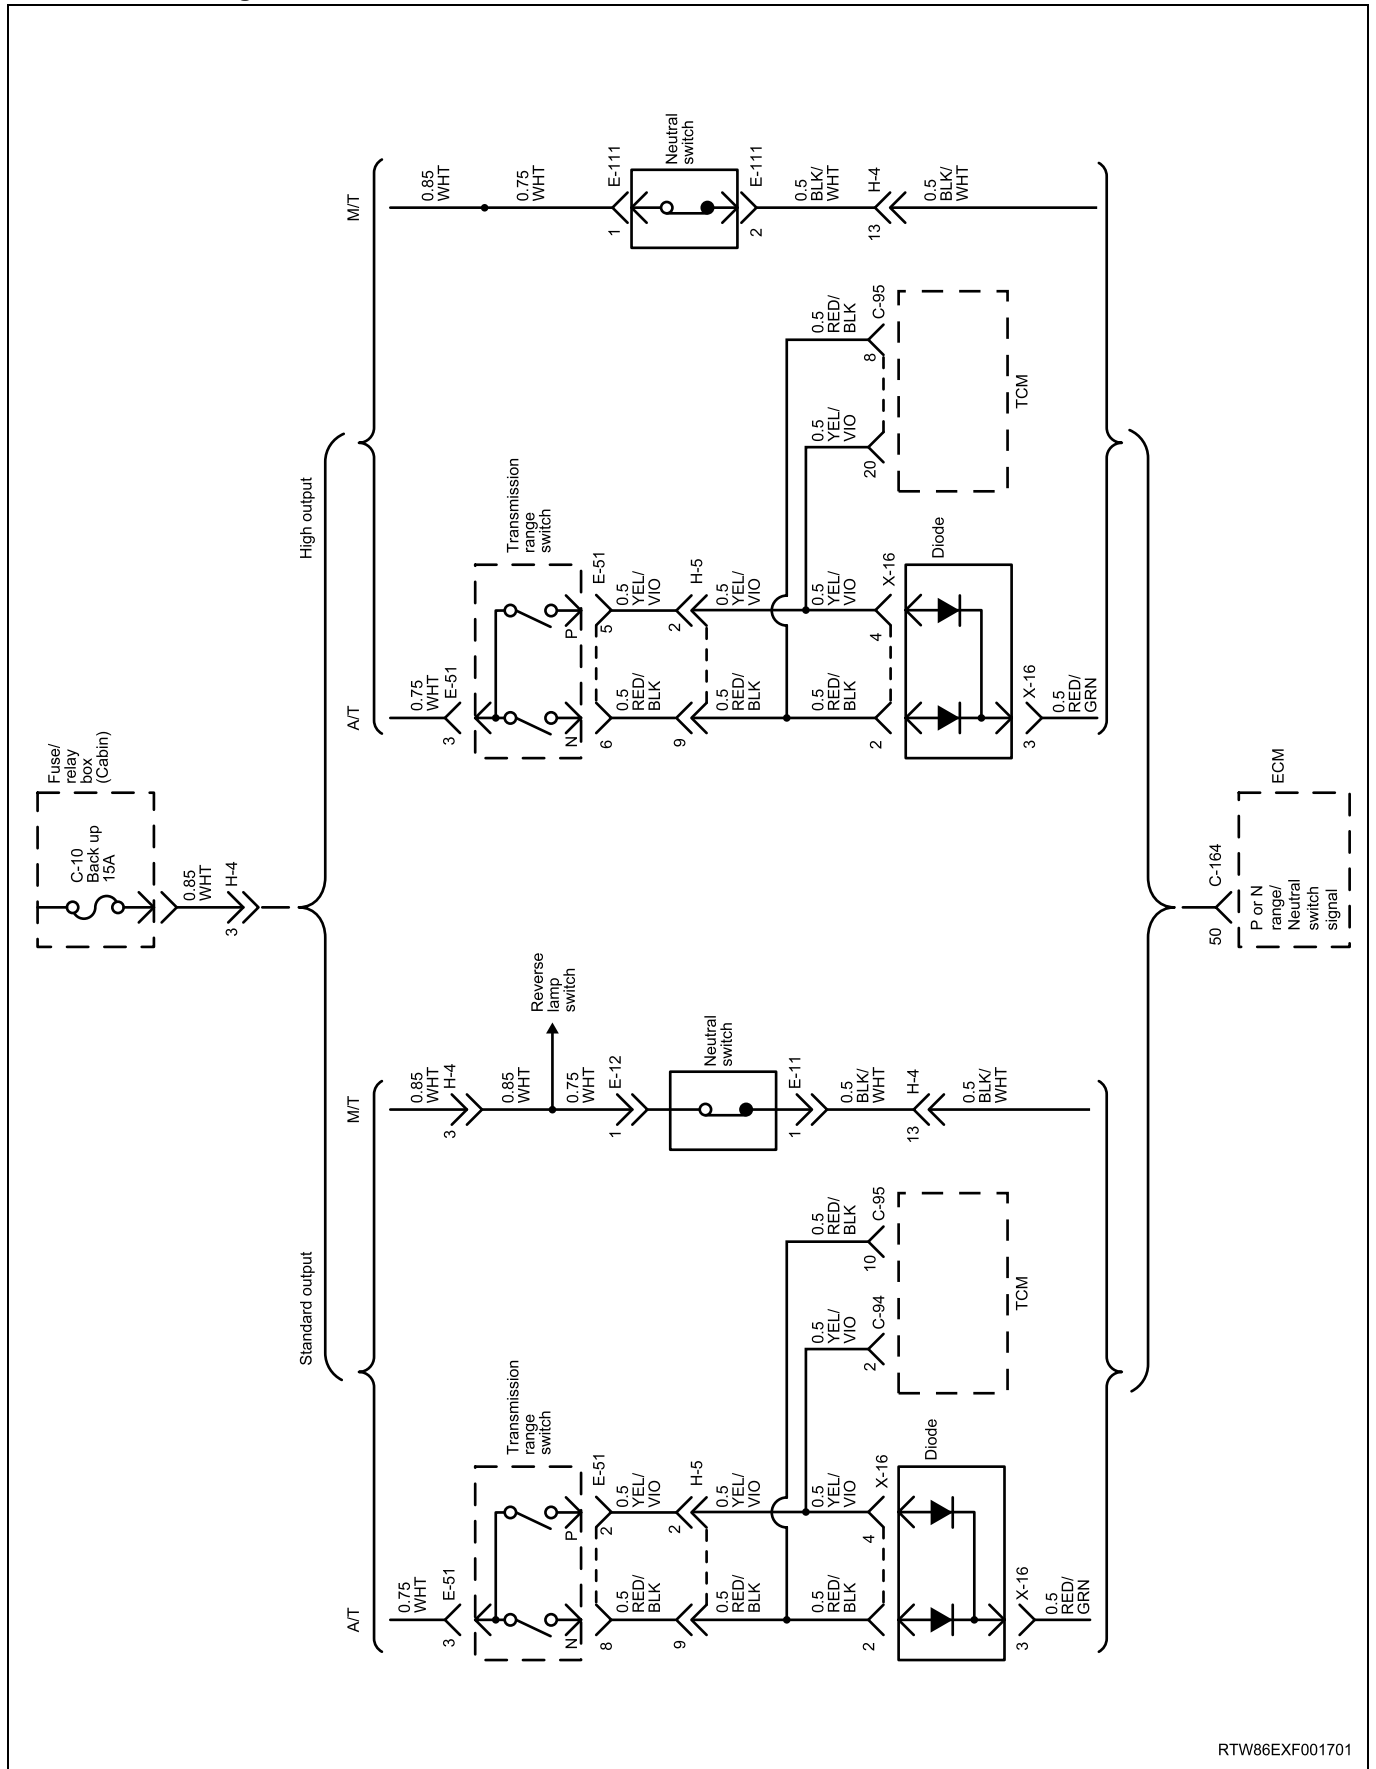 Fuse/
relay
box
(Cabin)
C-10
Back up
15A
0.85
WHT
H-4
3
High output
M/T
0.85
WHT
0.75
WHT
E-111
1
Neutral
switch
E-111
2
0.5
BLK/
WHT
H-4
13
0.5
BLK/
WHT
A/T
0.75
WHT
E-51
3
Transmission
range
switch
P
N
E-51
5
6
0.5
YEL/
VIO
0.5
RED/
BLK
H-5
2
9
0.5
YEL/
VIO
0.5
RED/
BLK
0.5
YEL/
VIO
0.5
RED/
BLK
0.5
RED/
BLK
C-95
8
0.5
YEL/
VIO
20
TCM
X-16
4
2
Diode
X-16
3
0.5
RED/
GRN
Standard output
M/T
0.85
WHT
H-4
3
0.85
WHT
Reverse
lamp
switch
0.75
WHT
E-12
1
Neutral
switch
E-11
1
0.5
BLK/
WHT
H-4
13
0.5
BLK/
WHT
A/T
0.75
WHT
E-51
3
Transmission
range
switch
P
N
E-51
2
8
0.5
YEL/
VIO
0.5
RED/
BLK
H-5
2
9
0.5
YEL/
VIO
0.5
RED/
BLK
0.5
YEL/
VIO
0.5
RED/
BLK
0.5
RED/
BLK
C-95
10
0.5
YEL/
VIO
C-94
2
TCM
X-16
4
2
Diode
X-16
3
0.5
RED/
GRN
C-164
50
ECM
P or N
range/
Neutral
switch
signal
RTW86EXF001701